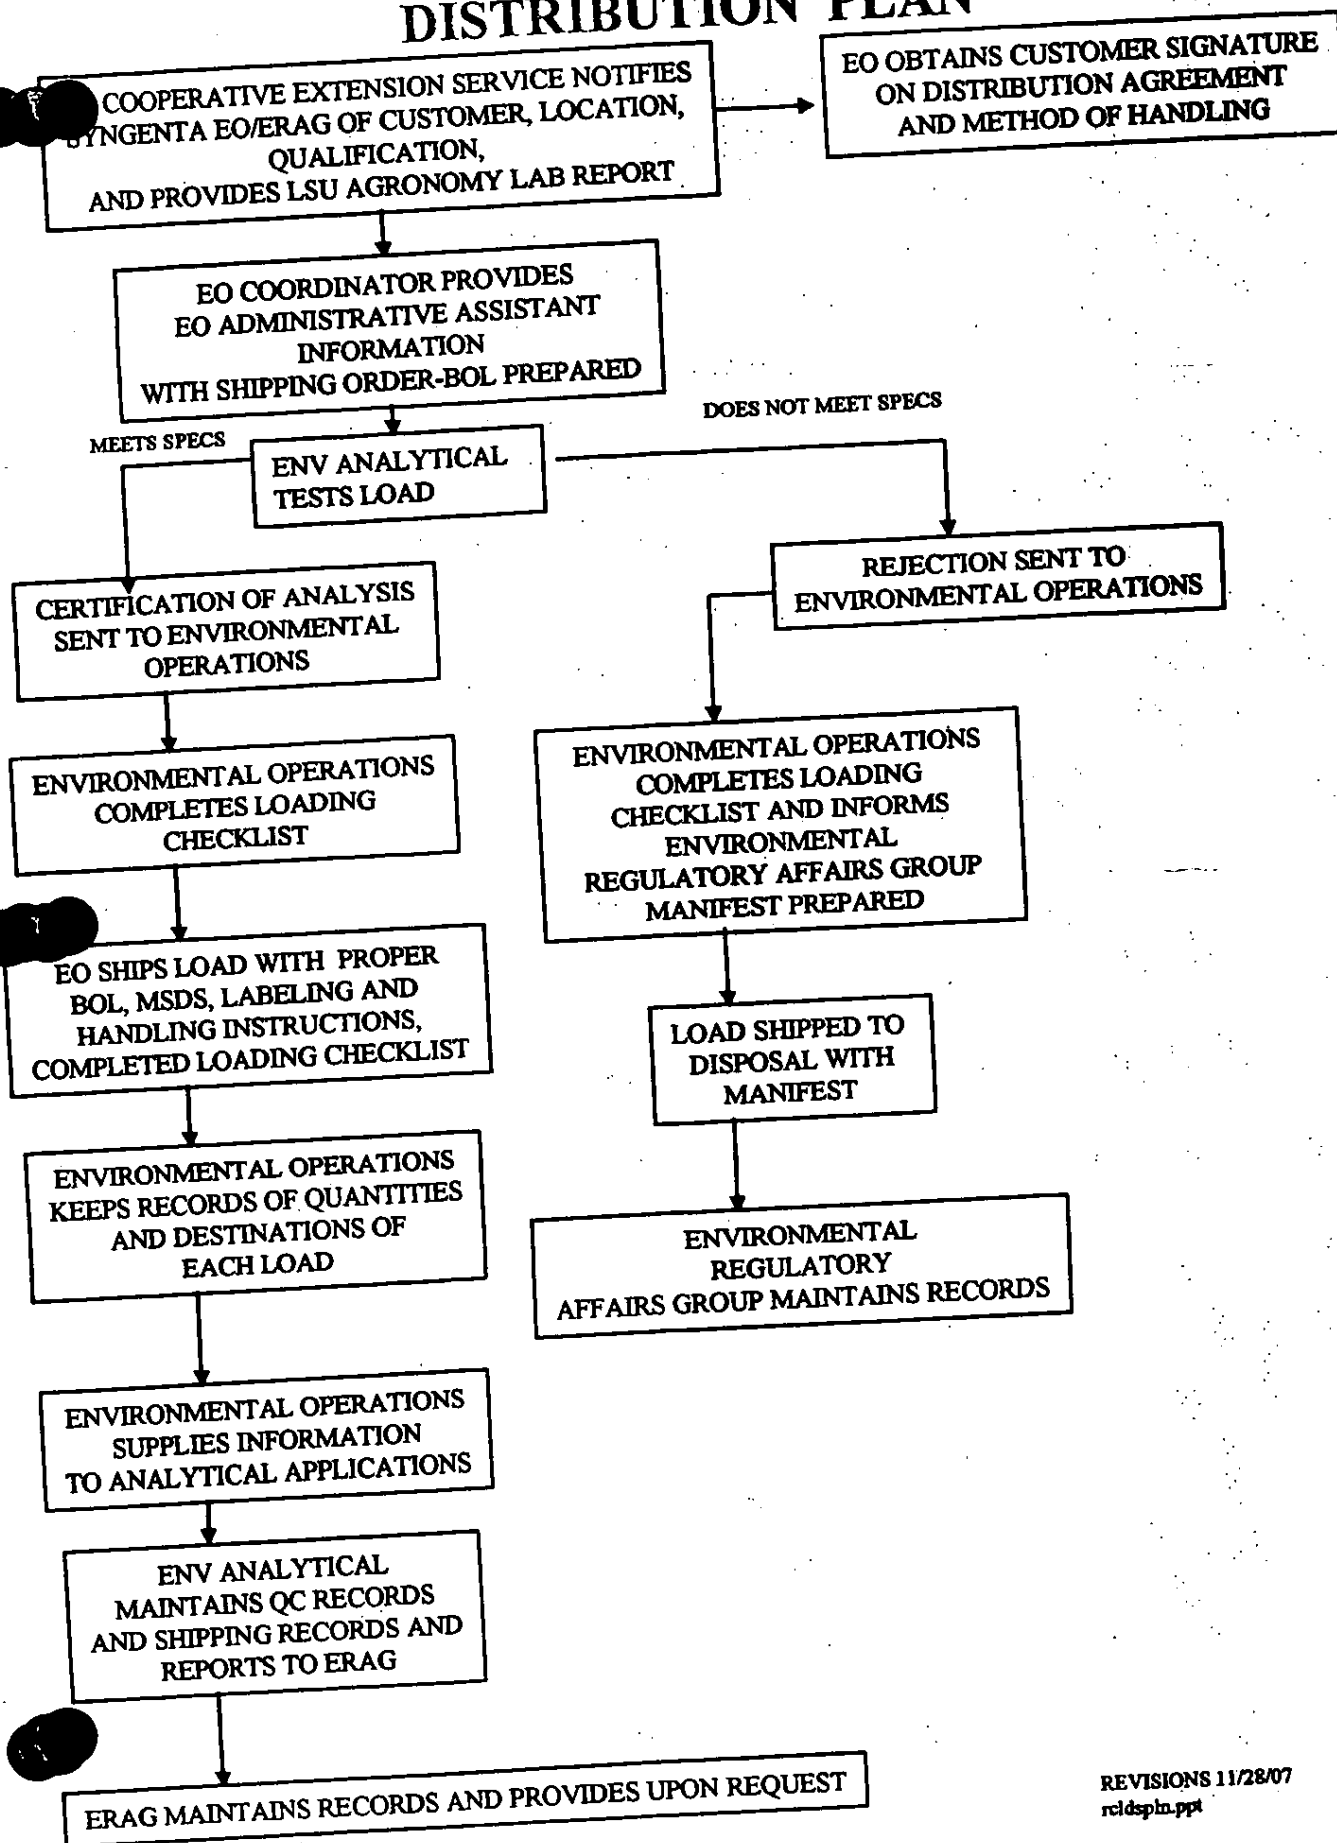 DISTRIBUTION PLAN
COOPERATIVE EXTENSION SERVICE NOTIFIES
SYNGENTA EO/ERAG OF CUSTOMER, LOCATION,
QUALIFICATION,
AND PROVIDES LSU AGRONOMY LAB REPORT
EO OBTAINS CUSTOMER SIGNATURE
ON DISTRIBUTION AGREEMENT
AND METHOD OF HANDLING
EO COORDINATOR PROVIDES
EO ADMINISTRATIVE ASSISTANT
INFORMATION
WITH SHIPPING ORDER-BOL PREPARED
MEETS SPECS
DOES NOT MEET SPECS
ENV ANALYTICAL
TESTS LOAD
CERTIFICATION OF ANALYSIS
SENT TO ENVIRONMENTAL
OPERATIONS
REJECTION SENT TO
ENVIRONMENTAL OPERATIONS
ENVIRONMENTAL OPERATIONS
COMPLETES LOADING
CHECKLIST
ENVIRONMENTAL OPERATIONS
COMPLETES LOADING
CHECKLIST AND INFORMS
ENVIRONMENTAL
REGULATORY AFFAIRS GROUP
MANIFEST PREPARED
EO SHIPS LOAD WITH PROPER
BOL, MSDS, LABELING AND
HANDLING INSTRUCTIONS,
COMPLETED LOADING CHECKLIST
LOAD SHIPPED TO
DISPOSAL WITH
MANIFEST
ENVIRONMENTAL OPERATIONS
KEEPS RECORDS OF QUANTITIES
AND DESTINATIONS OF
EACH LOAD
ENVIRONMENTAL
REGULATORY
AFFAIRS GROUP MAINTAINS RECORDS
ENVIRONMENTAL OPERATIONS
SUPPLIES INFORMATION
TO ANALYTICAL APPLICATIONS
ENV ANALYTICAL
MAINTAINS QC RECORDS
AND SHIPPING RECORDS AND
REPORTS TO ERAG
ERAG MAINTAINS RECORDS AND PROVIDES UPON REQUEST
REVISIONS 11/28/07
rcldspln.ppt